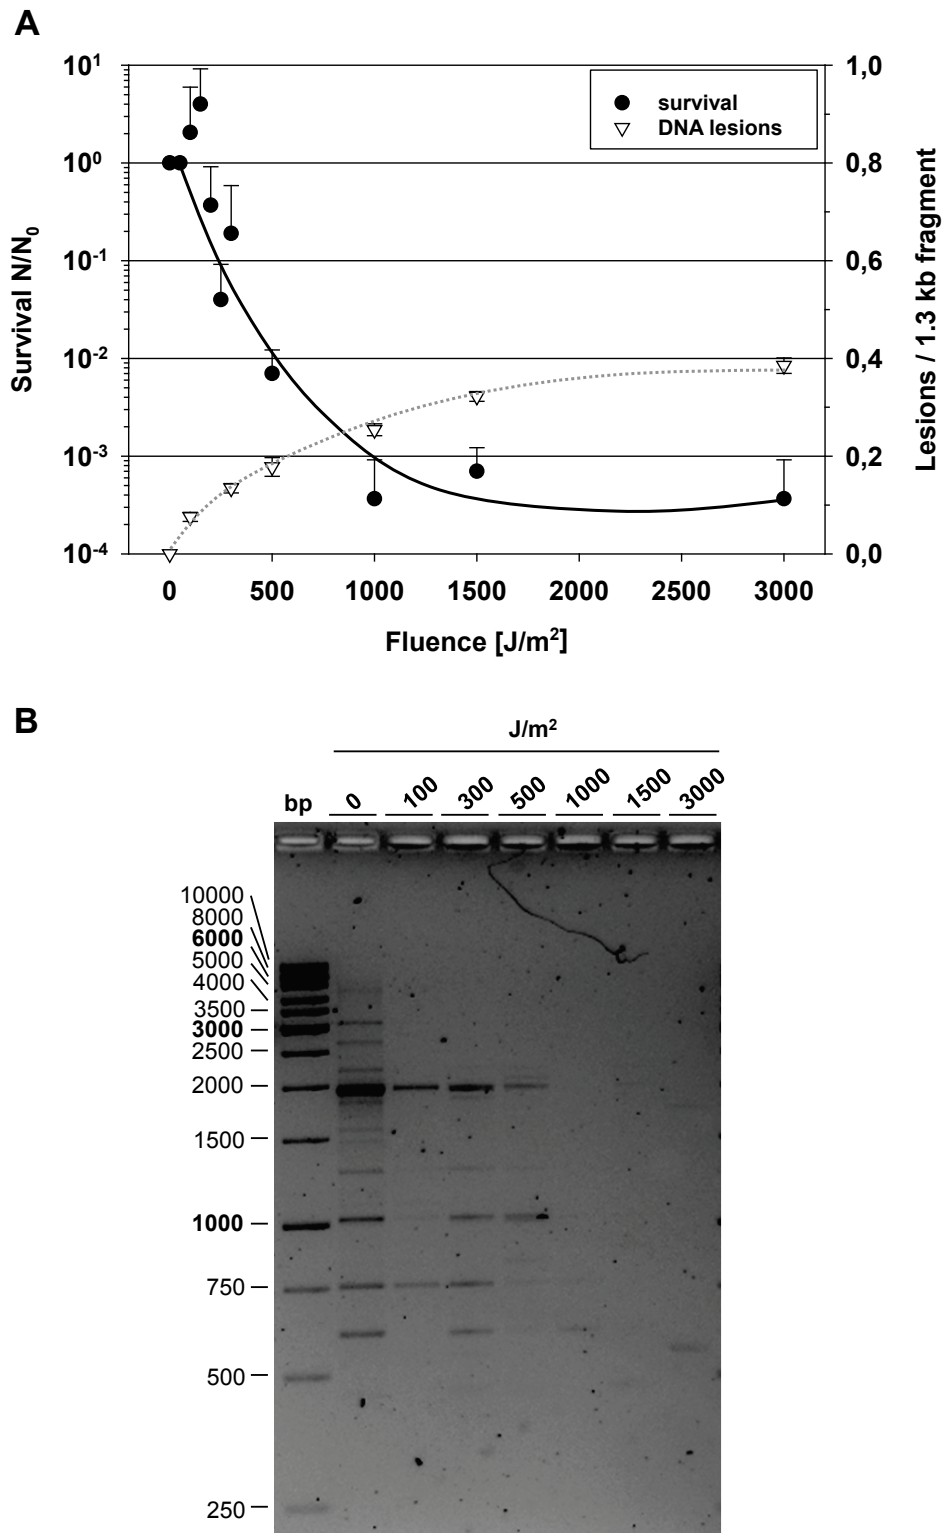 A
Survival N/N₀
10¹
10⁰
10⁻¹
10⁻²
10⁻³
10⁻⁴
survival
DNA lesions
1,0
0,8
0,6
0,4
0,2
0,0
Lesions / 1.3 kb fragment
0 500 1000 1500 2000 2500 3000
Fluence [J/m²]
B
J/m²
bp 0 100 300 500 1000 1500 3000
10000
8000
6000
5000
4000
3500
3000
2500
2000
1500
1000
750
500
250